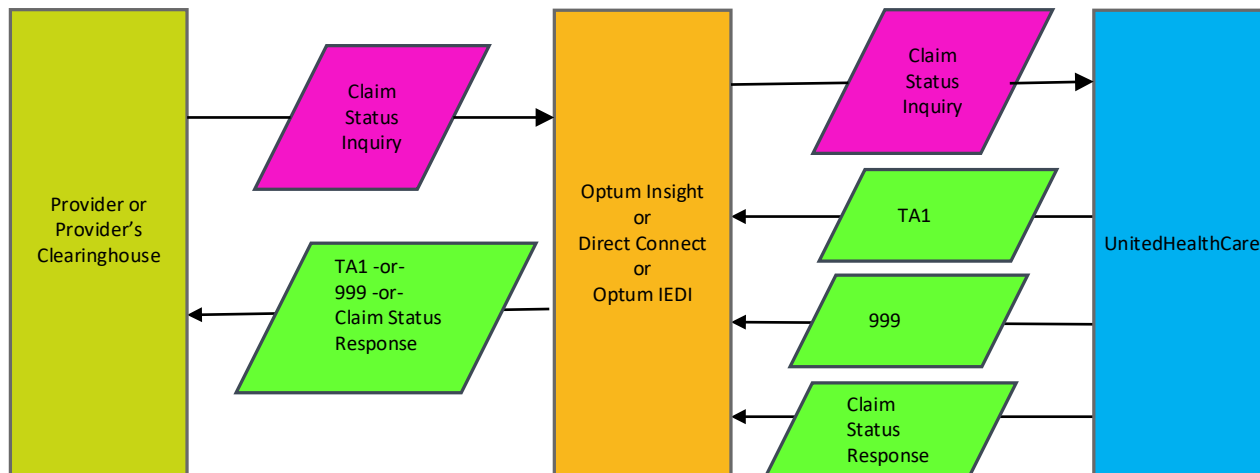 Provider or
Provider's
Clearinghouse
Claim
Status
Inquiry
TA1 -or-
999 -or-
Claim Status
Response
Optum Insight
or
Direct Connect
or
Optum IEDI
Claim
Status
Inquiry
TA1
999
Claim
Status
Response
UnitedHealthCare